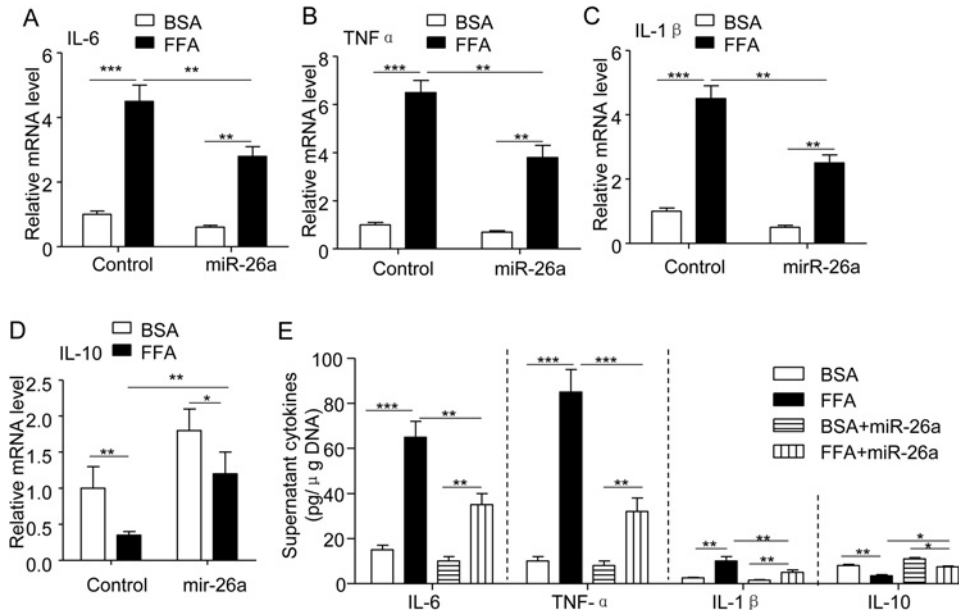 A
IL-6
BSA
FFA
Relative mRNA level
6
4
2
0
***
**
**
Control
miR-26a
B
TNF α
BSA
FFA
Relative mRNA level
8
6
4
2
0
***
**
**
Control
miR-26a
C
IL-1 β
BSA
FFA
Relative mRNA level
6
4
2
0
***
**
**
Control
mirR-26a
D
IL-10
BSA
FFA
Relative mRNA level
2.5
2.0
1.5
1.0
0.5
0.0
**
**
*
Control
mir-26a
E
Supernatant cytokines
(pg/ μ g DNA)
100
80
60
40
20
0
***
**
**
***
***
**
**
**
**
**
*
*
IL-6
TNF- α
IL-1 β
IL-10
BSA
FFA
BSA+miR-26a
FFA+miR-26a